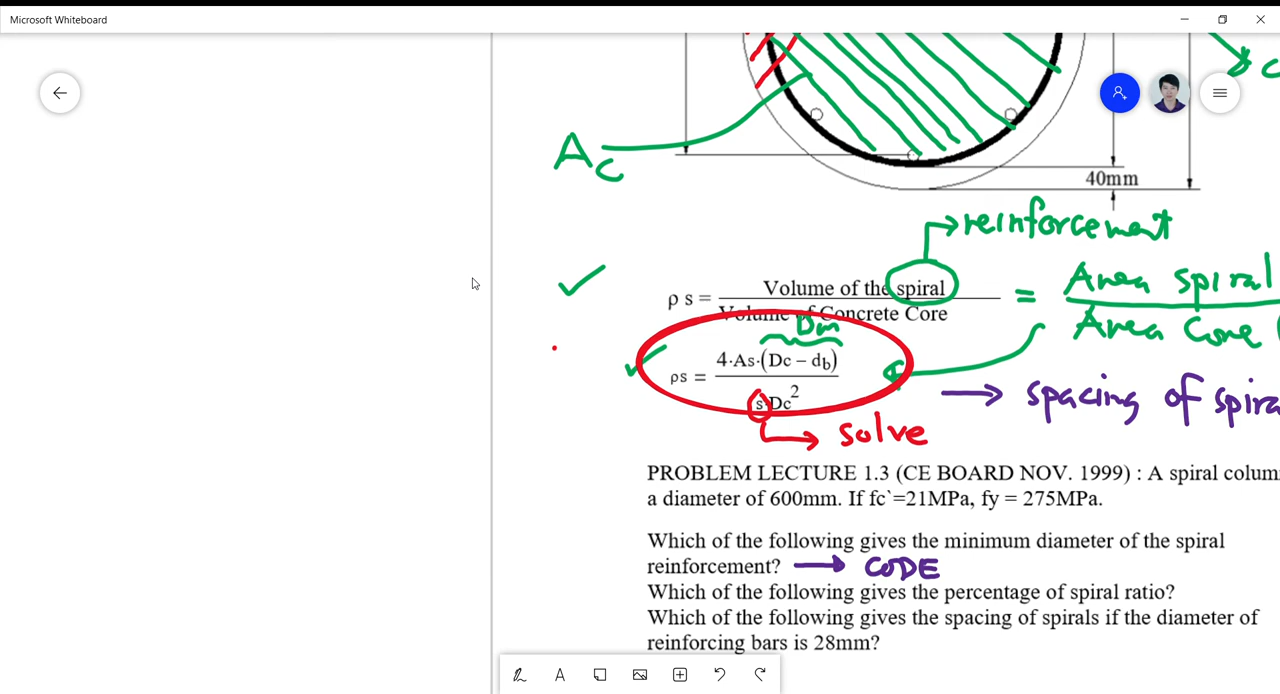 Microsoft Whiteboard
Ac
40mm
reinforcement
ρ s = Volume of the spiral / Volume of Concrete Core = Area spiral / Area Core
Dm
ρs = 4·As·(Dc − db) / s·Dc²
→ spacing of spira
→ solve
PROBLEM LECTURE 1.3 (CE BOARD NOV. 1999) : A spiral colum
a diameter of 600mm. If fc`=21MPa, fy = 275MPa.
Which of the following gives the minimum diameter of the spiral
reinforcement? → CODE
Which of the following gives the percentage of spiral ratio?
Which of the following gives the spacing of spirals if the diameter of
reinforcing bars is 28mm?